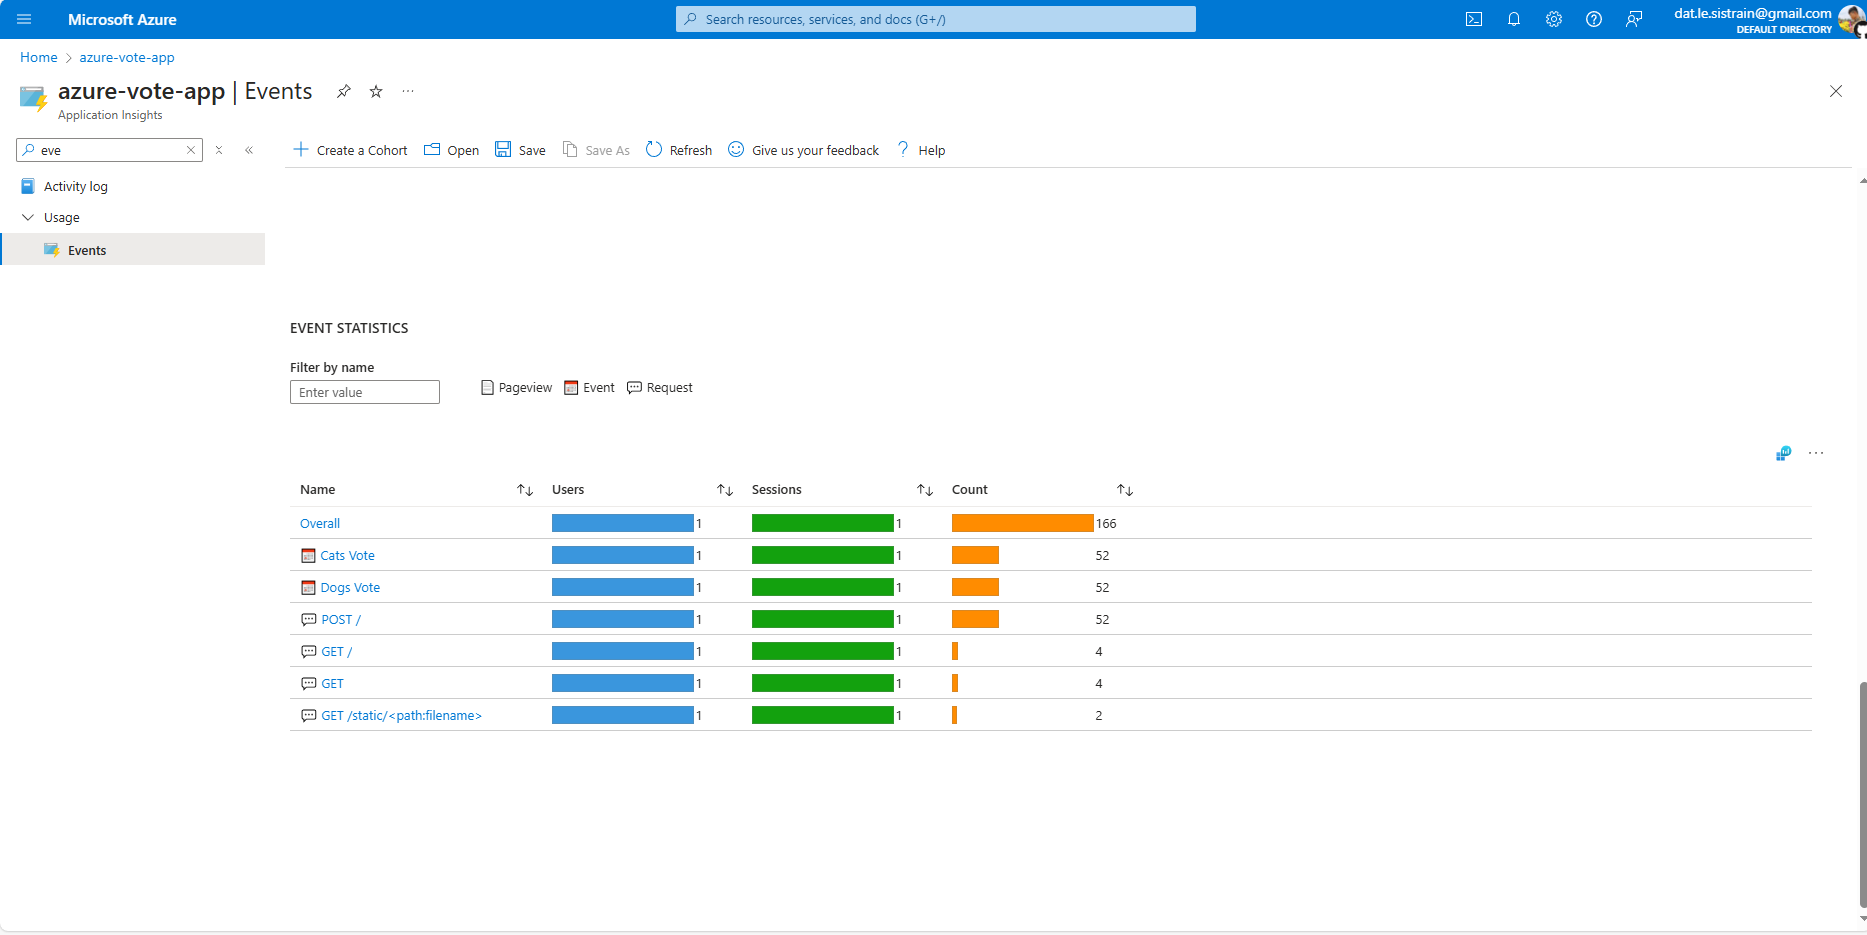 Microsoft Azure
Search resources, services, and docs (G+/)
dat.le.sistrain@gmail.com
DEFAULT DIRECTORY
Home > azure-vote-app
azure-vote-app | Events
Application Insights
eve
Create a Cohort Open Save Save As Refresh Give us your feedback Help
Activity log
Usage
Events
EVENT STATISTICS
Filter by name
Enter value
Pageview Event Request
Name Users Sessions Count
Overall 1 1 166
Cats Vote 1 1 52
Dogs Vote 1 1 52
POST / 1 1 52
GET / 1 1 4
GET 1 1 4
GET /static/<path:filename> 1 1 2